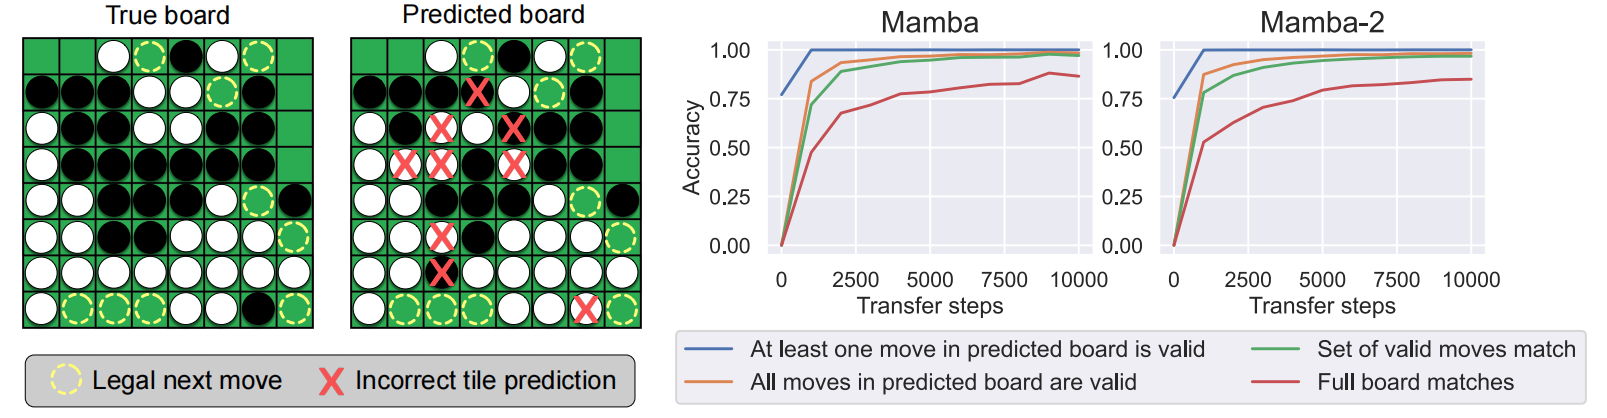 True board
Predicted board
Legal next move
Incorrect tile prediction
Mamba
Mamba-2
Accuracy
1.00
0.75
0.50
0.25
0.00
0 2500 5000 7500 10000
Transfer steps
1.00
0.75
0.50
0.25
0.00
0 2500 5000 7500 10000
Transfer steps
At least one move in predicted board is valid
All moves in predicted board are valid
Set of valid moves match
Full board matches